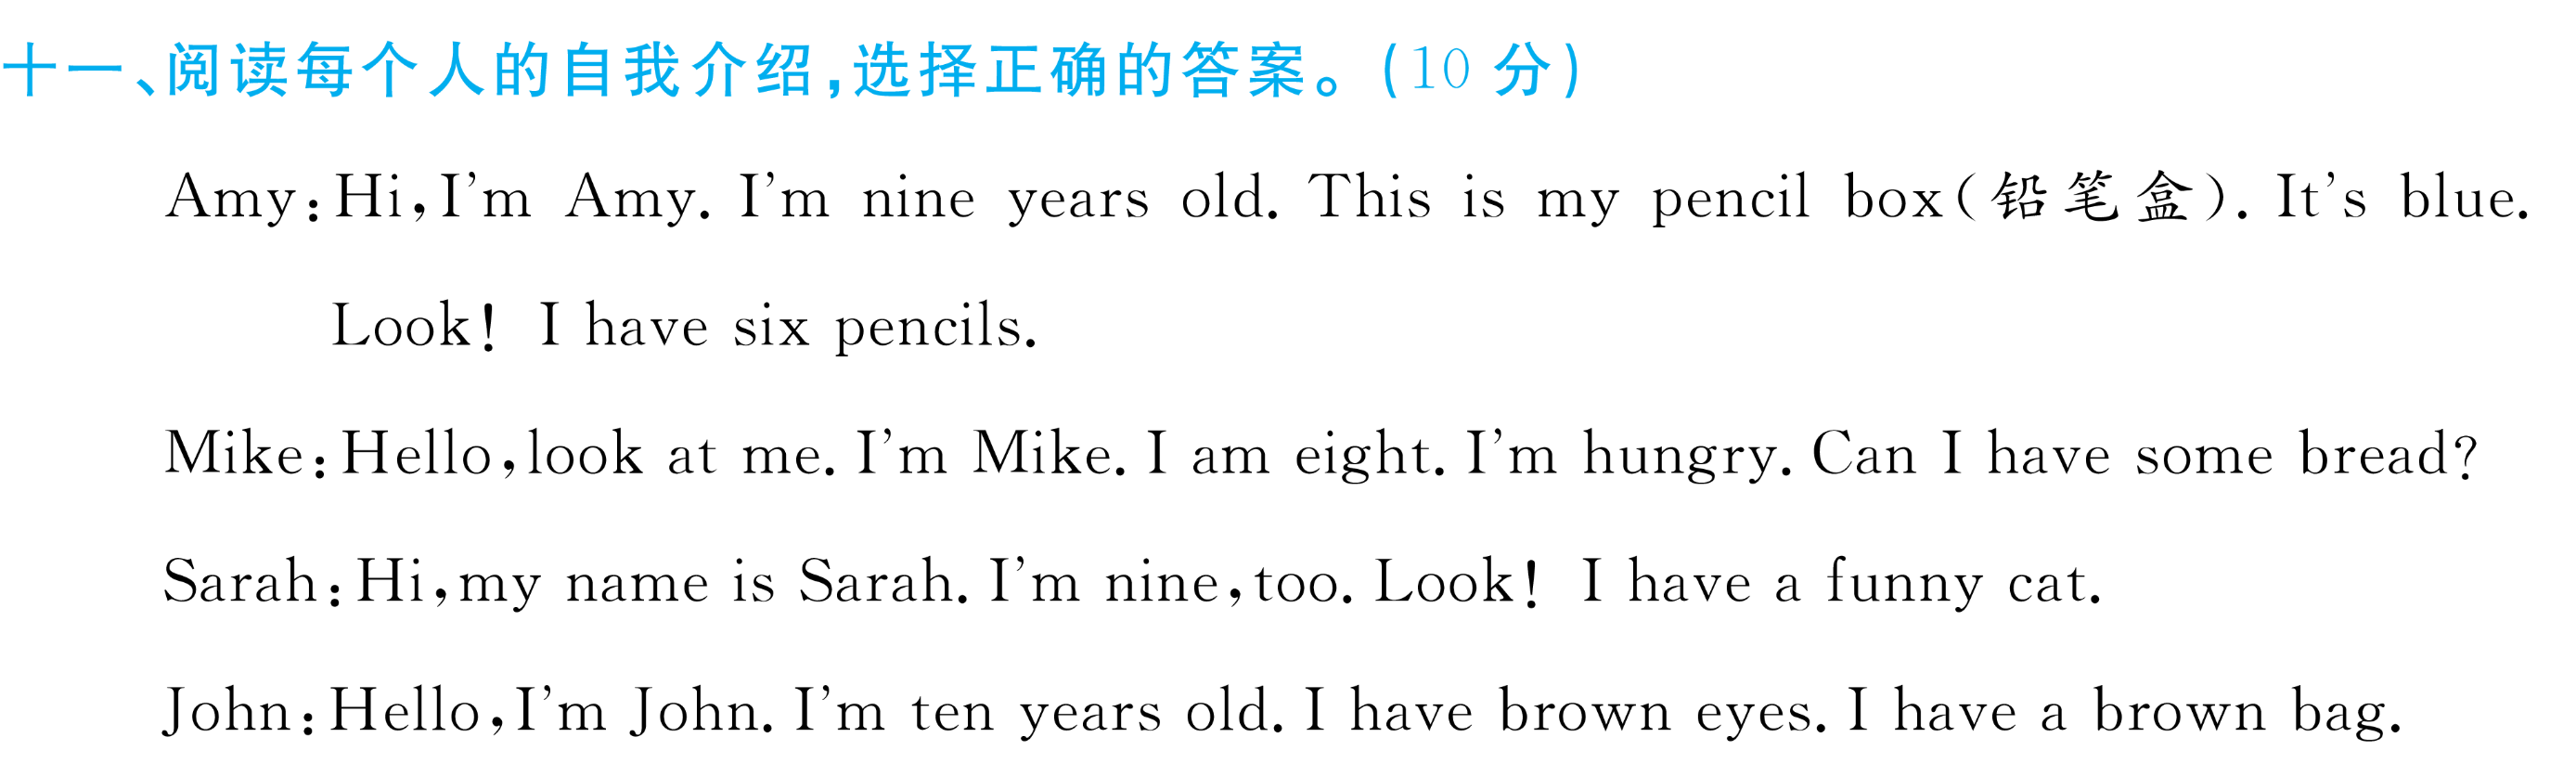 十一、阅读每个人的自我介绍,选择正确的答案。(10 分)
Amy:Hi,I'm Amy. I'm nine years old. This is my pencil box(铅笔盒). It's blue.
Look! I have six pencils.
Mike:Hello,look at me. I'm Mike. I am eight. I'm hungry. Can I have some bread?
Sarah:Hi,my name is Sarah. I'm nine,too. Look! I have a funny cat.
John:Hello,I'm John. I'm ten years old. I have brown eyes. I have a brown bag.